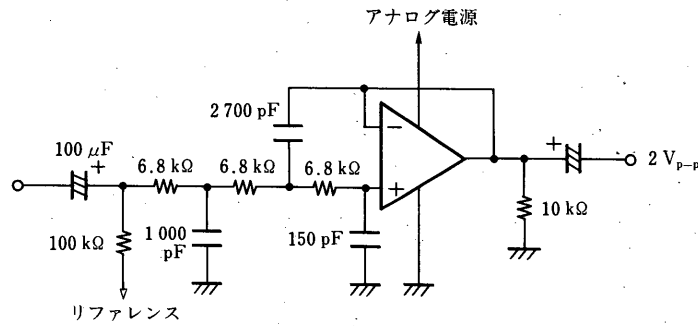 アナログ電源
2 700 pF
100 μF
+
6.8 kΩ
6.8 kΩ
6.8 kΩ
−
+
+
2 Vp−p
100 kΩ
1 000
pF
150 pF
10 kΩ
リファレンス